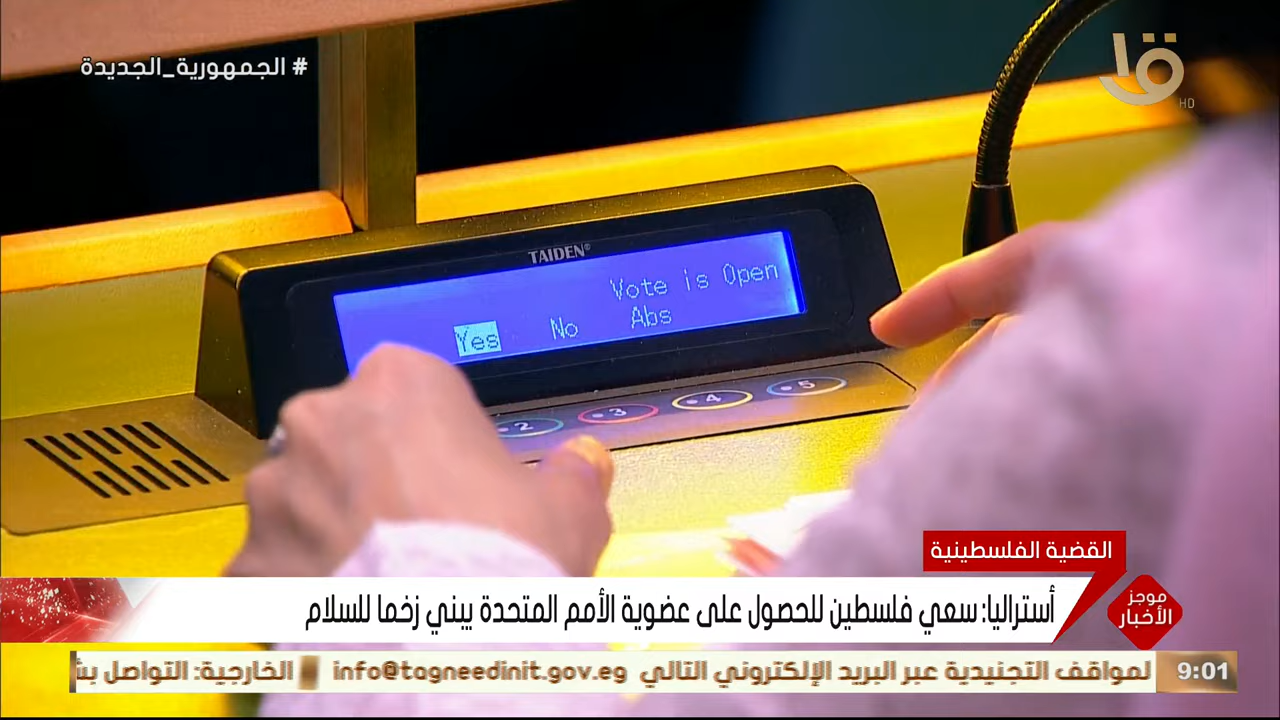 # الجمهورية_الجديدة
HD
TAIDEN®
Vote is Open
Yes No Abs
2 3 4 5
القضية الفلسطينية
موجز الأخبار
أستراليا: سعي فلسطين للحصول على عضوية الأمم المتحدة يبني زخما للسلام
9:01
لمواقف التجنيدية عبر البريد الإلكتروني التالي info@tagneedinit.gov.eg الخارجية: التواصل